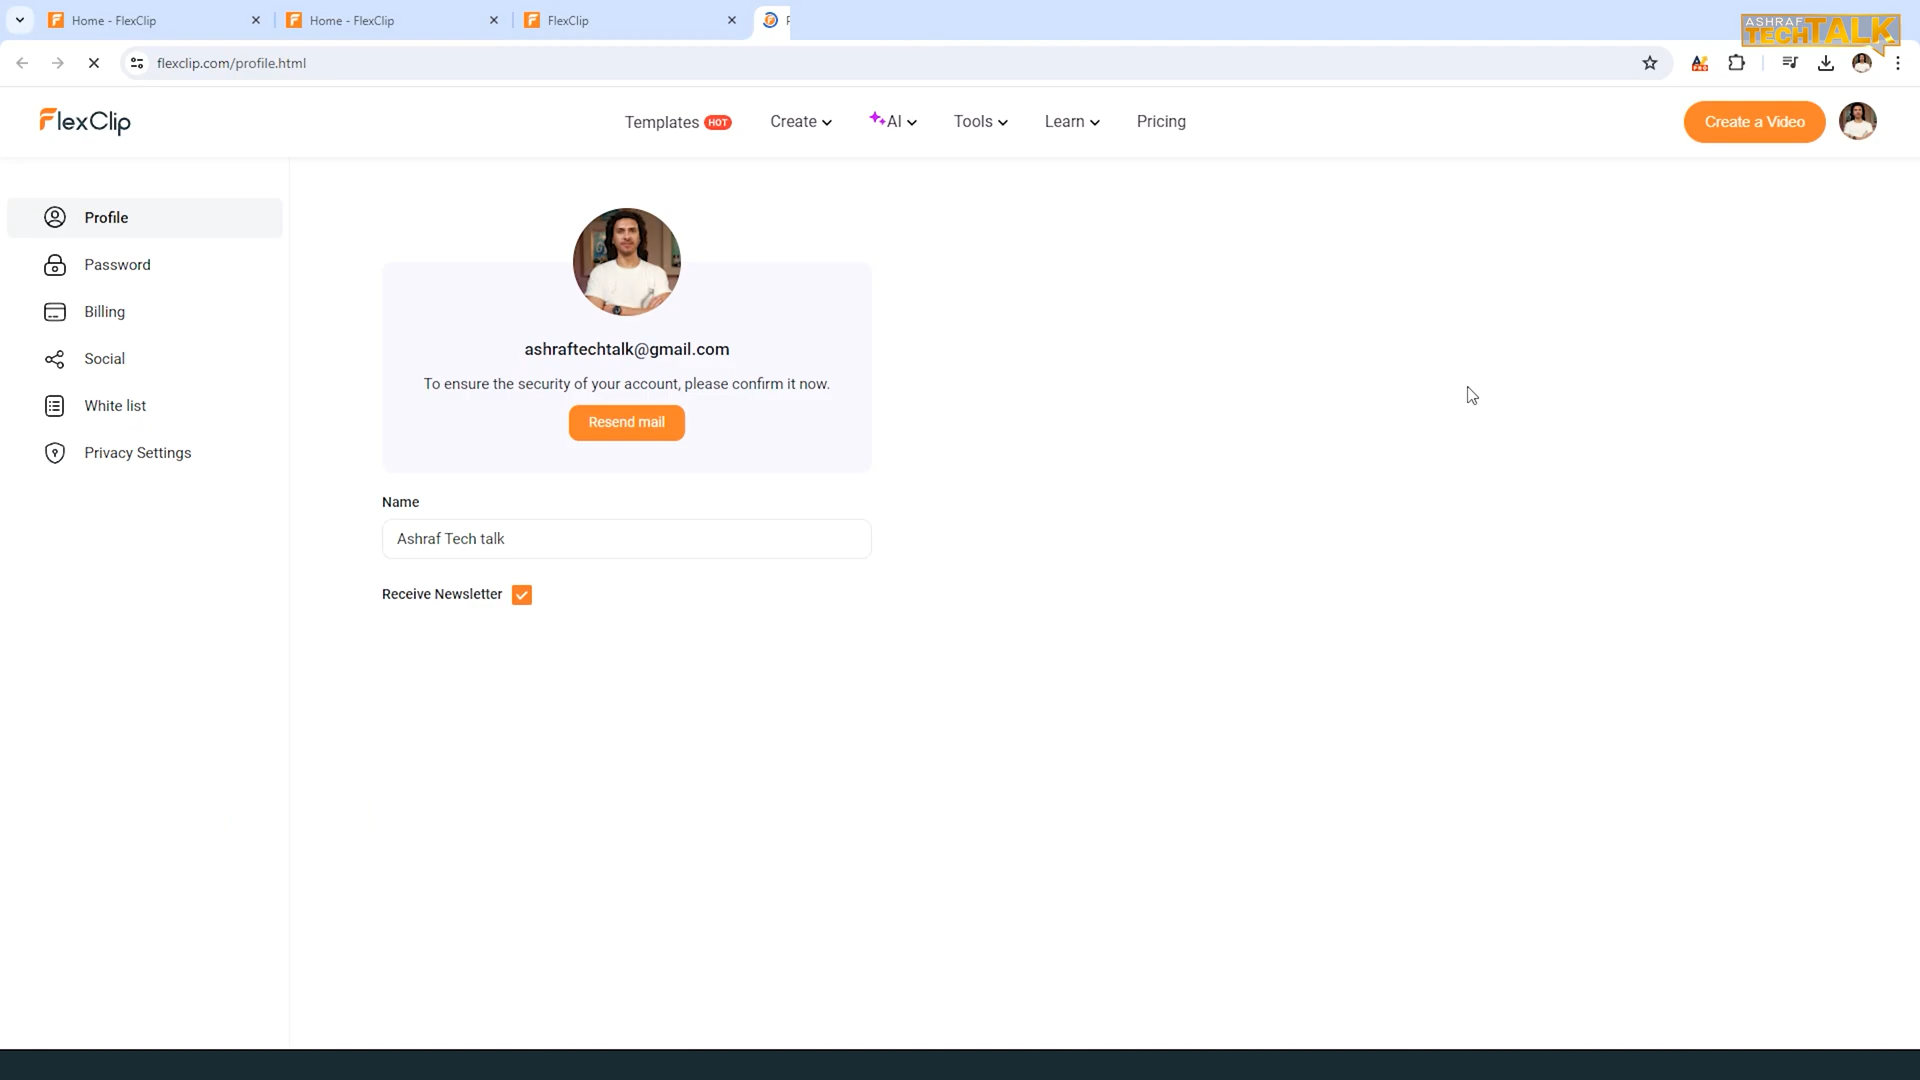 Home - FlexClip
Home - FlexClip
FlexClip
ASHRAF
TECHTALK
flexclip.com/profile.html
FlexClip
Templates HOT
Create
AI
Tools
Learn
Pricing
Create a Video
Profile
Password
Billing
Social
White list
Privacy Settings
ashraftechtalk@gmail.com
To ensure the security of your account, please confirm it now.
Resend mail
Name
Ashraf Tech talk
Receive Newsletter